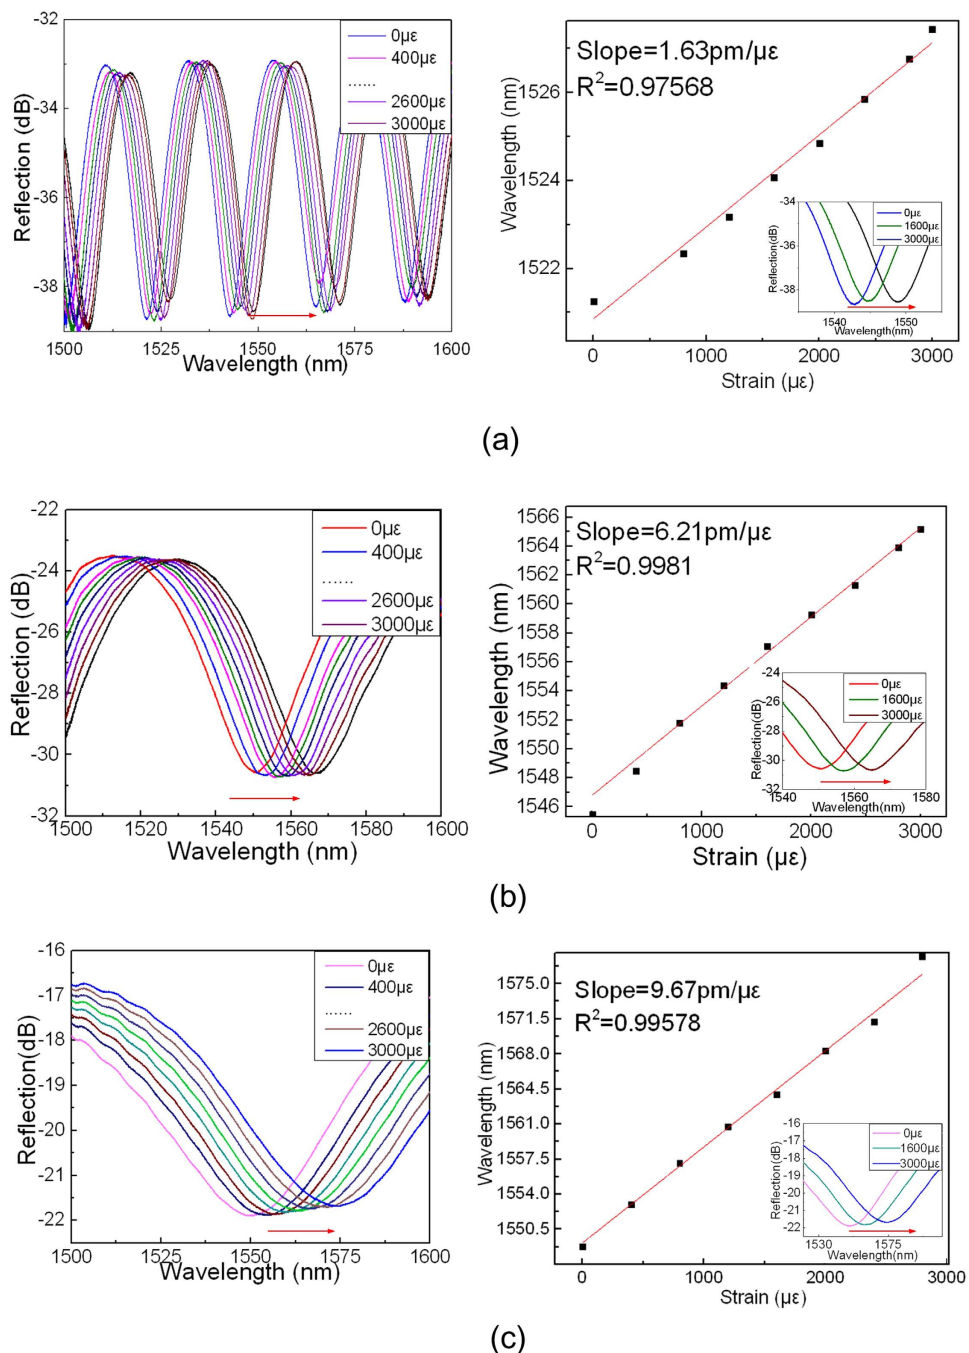 -32
-33
-36
-38
Reflection (dB)
0µε
400µε
......
2600µε
3000µε
1500
1525
1550
1575
1600
Wavelength (nm)
Slope=1.63pm/µε
R²=0.97568
1526
1524
1522
Wavelength (nm)
0
1000
2000
3000
Strain (µε)
-34
-36
-38
Reflection(dB)
0µε
1600µε
3000µε
1540
1550
Wavelength(nm)
(a)
-22
-24
-26
-28
-30
-32
Reflection (dB)
0µε
400µε
......
2600µε
3000µε
1500
1520
1540
1560
1580
1600
Wavelength (nm)
Slope=6.21pm/µε
R²=0.9981
1566
1564
1562
1560
1558
1556
1554
1552
1550
1548
1546
Wavelength (nm)
0
1000
2000
3000
Strain (µε)
-24
-26
-28
-30
-32
Reflection(dB)
0µε
1600µε
3000µε
1540
1560
1580
Wavelength(nm)
(b)
-16
-17
-18
-19
-20
-21
-22
Reflection(dB)
0µε
400µε
......
2600µε
3000µε
1500
1525
1550
1575
1600
Wavelength (nm)
Slope=9.67pm/µε
R²=0.99578
1575.0
1571.5
1568.0
1564.5
1561.0
1557.5
1554.0
1550.5
Wavelength (nm)
0
1000
2000
3000
Strain (µε)
-16
-17
-18
-19
-20
-21
-22
Reflection(dB)
0µε
1600µε
3000µε
1530
1575
Wavelength(nm)
(c)